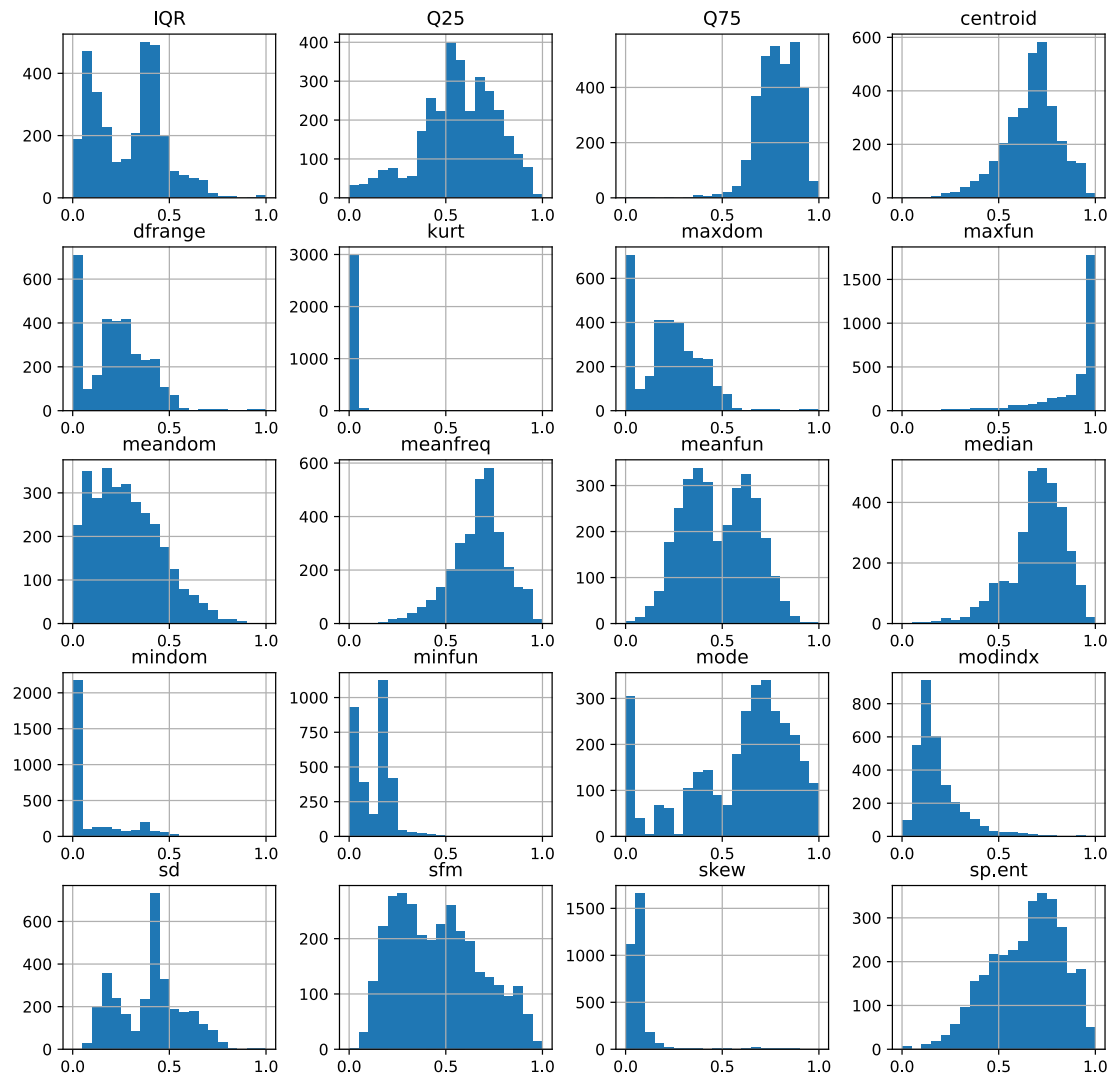 IQR Q25 Q75 centroid
400 200 0 0.0 0.5 1.0
400 300 200 100 0 0.0 0.5 1.0
400 200 0 0.0 0.5 1.0
600 400 200 0 0.0 0.5 1.0
dfrange kurt maxdom maxfun
600 400 200 0 0.0 0.5 1.0
3000 2000 1000 0 0.0 0.5 1.0
600 400 200 0 0.0 0.5 1.0
1500 1000 500 0 0.0 0.5 1.0
meandom meanfreq meanfun median
300 200 100 0 0.0 0.5 1.0
600 400 200 0 0.0 0.5 1.0
300 200 100 0 0.0 0.5 1.0
400 200 0 0.0 0.5 1.0
mindom minfun mode modindx
2000 1500 1000 500 0 0.0 0.5 1.0
1000 750 500 250 0 0.0 0.5 1.0
300 200 100 0 0.0 0.5 1.0
800 600 400 200 0 0.0 0.5 1.0
sd sfm skew sp.ent
600 400 200 0 0.0 0.5 1.0
200 100 0 0.0 0.5 1.0
1500 1000 500 0 0.0 0.5 1.0
300 200 100 0 0.0 0.5 1.0